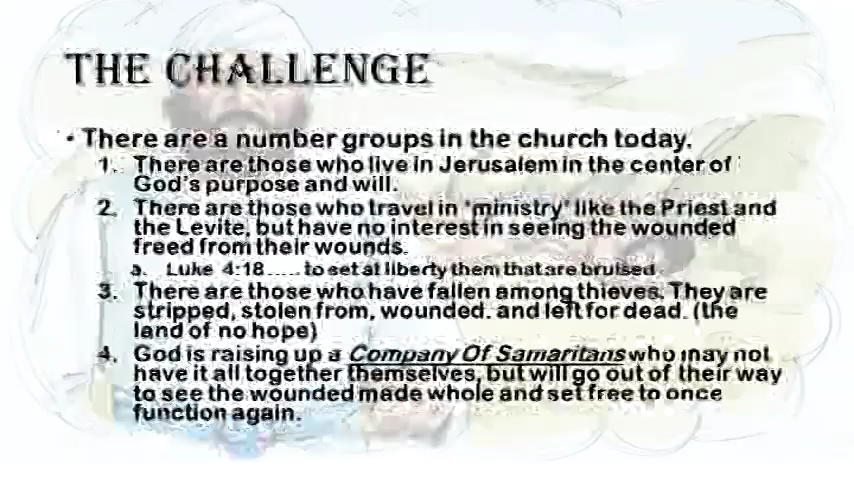 THE CHALLENGE
• There are a number groups in the church today.
1. There are those who live in Jerusalem in the center of
God's purpose and will.
2. There are those who travel in 'ministry' like the Priest and
the Levite, but have no interest in seeing the wounded
freed from their wounds.
a. Luke 4:18..... to set at liberty them that are bruised.
3. There are those who have fallen among thieves. They are
stripped, stolen from, wounded. and left for dead. (the
land of no hope)
4. God is raising up a Company Of Samaritans who may not
have it all together themselves, but will go out of their way
to see the wounded made whole and set free to once
function again.